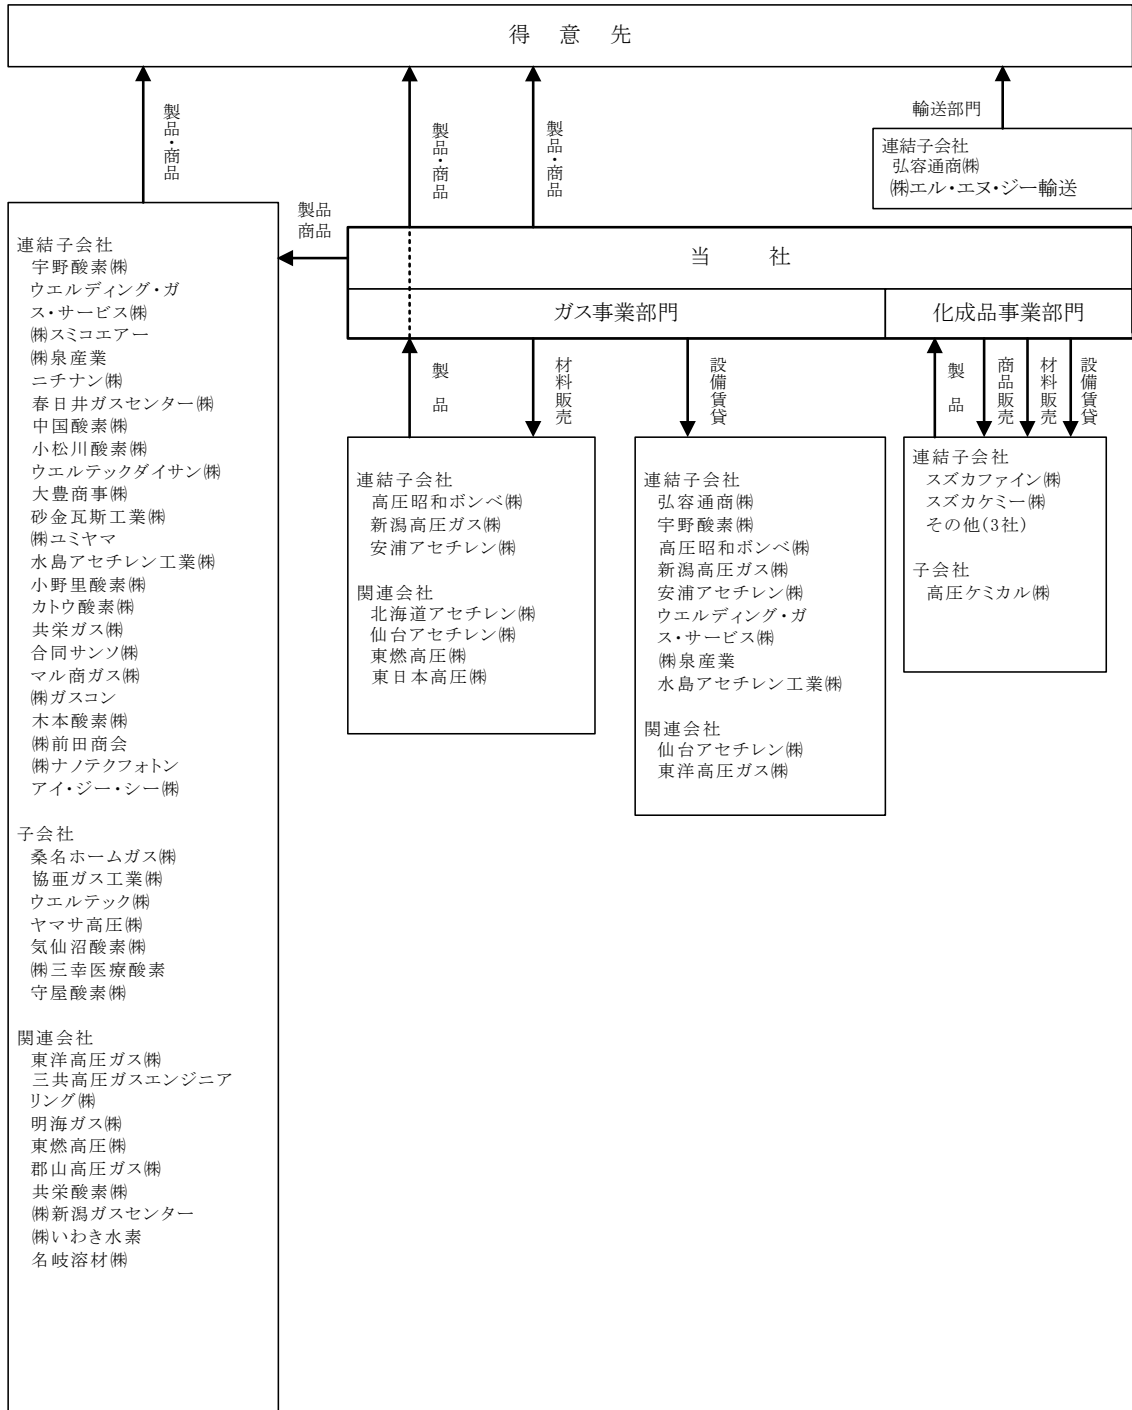 得意先
製品・商品
製品・商品
製品・商品
輸送部門
連結子会社
弘容通商㈱
㈱エル・エヌ・ジー輸送
製品
商品
当社
ガス事業部門
化成品事業部門
連結子会社
宇野酸素㈱
ウエルディング・ガ
ス・サービス㈱
㈱スミコエアー
㈱泉産業
ニチナン㈱
春日井ガスセンター㈱
中国酸素㈱
小松川酸素㈱
ウエルテックダイサン㈱
大豊商事㈱
砂金瓦斯工業㈱
㈱ユミヤマ
水島アセチレン工業㈱
小野里酸素㈱
カトウ酸素㈱
共栄ガス㈱
合同サンソ㈱
マル商ガス㈱
㈱ガスコン
木本酸素㈱
㈱前田商会
㈱ナノテクフォトン
アイ・ジー・シー㈱
子会社
桑名ホームガス㈱
協亜ガス工業㈱
ウエルテック㈱
ヤマサ高圧㈱
気仙沼酸素㈱
㈱三幸医療酸素
守屋酸素㈱
関連会社
東洋高圧ガス㈱
三共高圧ガスエンジニア
リング㈱
明海ガス㈱
東燃高圧㈱
郡山高圧ガス㈱
共栄酸素㈱
㈱新潟ガスセンター
㈱いわき水素
名岐溶材㈱
製品
材料販売
設備賃貸
製品
商品販売
材料販売
設備賃貸
連結子会社
高圧昭和ボンベ㈱
新潟高圧ガス㈱
安浦アセチレン㈱
関連会社
北海道アセチレン㈱
仙台アセチレン㈱
東燃高圧㈱
東日本高圧㈱
連結子会社
弘容通商㈱
宇野酸素㈱
高圧昭和ボンベ㈱
新潟高圧ガス㈱
安浦アセチレン㈱
ウエルディング・ガ
ス・サービス㈱
㈱泉産業
水島アセチレン工業㈱
関連会社
仙台アセチレン㈱
東洋高圧ガス㈱
連結子会社
スズカファイン㈱
スズカケミー㈱
その他(3社)
子会社
高圧ケミカル㈱